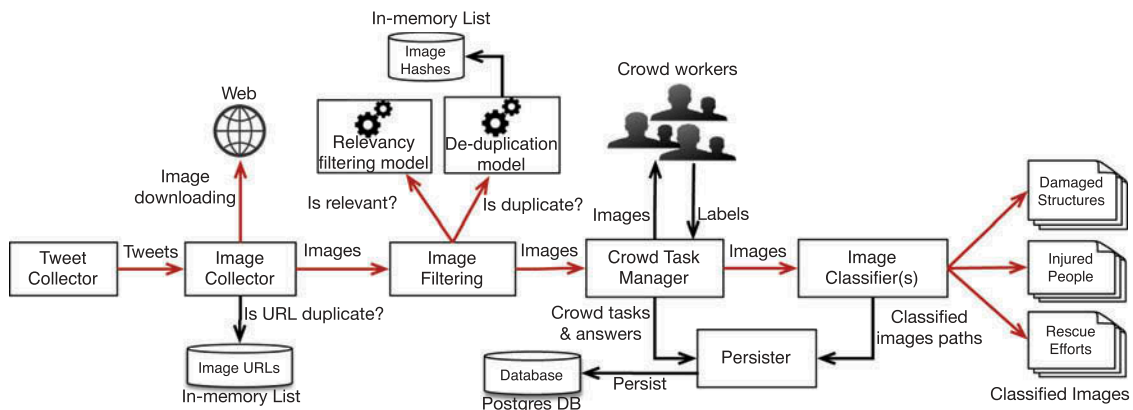 In-memory List
Image
Hashes
Crowd workers
Web
Relevancy
filtering model
De-duplication
model
Image
downloading
Is relevant?
Is duplicate?
Images
Labels
Damaged
Structures
Tweet
Collector
Tweets
Image
Collector
Images
Image
Filtering
Images
Crowd Task
Manager
Images
Image
Classifier(s)
Injured
People
Is URL duplicate?
Crowd tasks
& answers
Classified
images paths
Rescue
Efforts
Image URLs
In-memory List
Database
Postgres DB
Persist
Persister
Classified Images